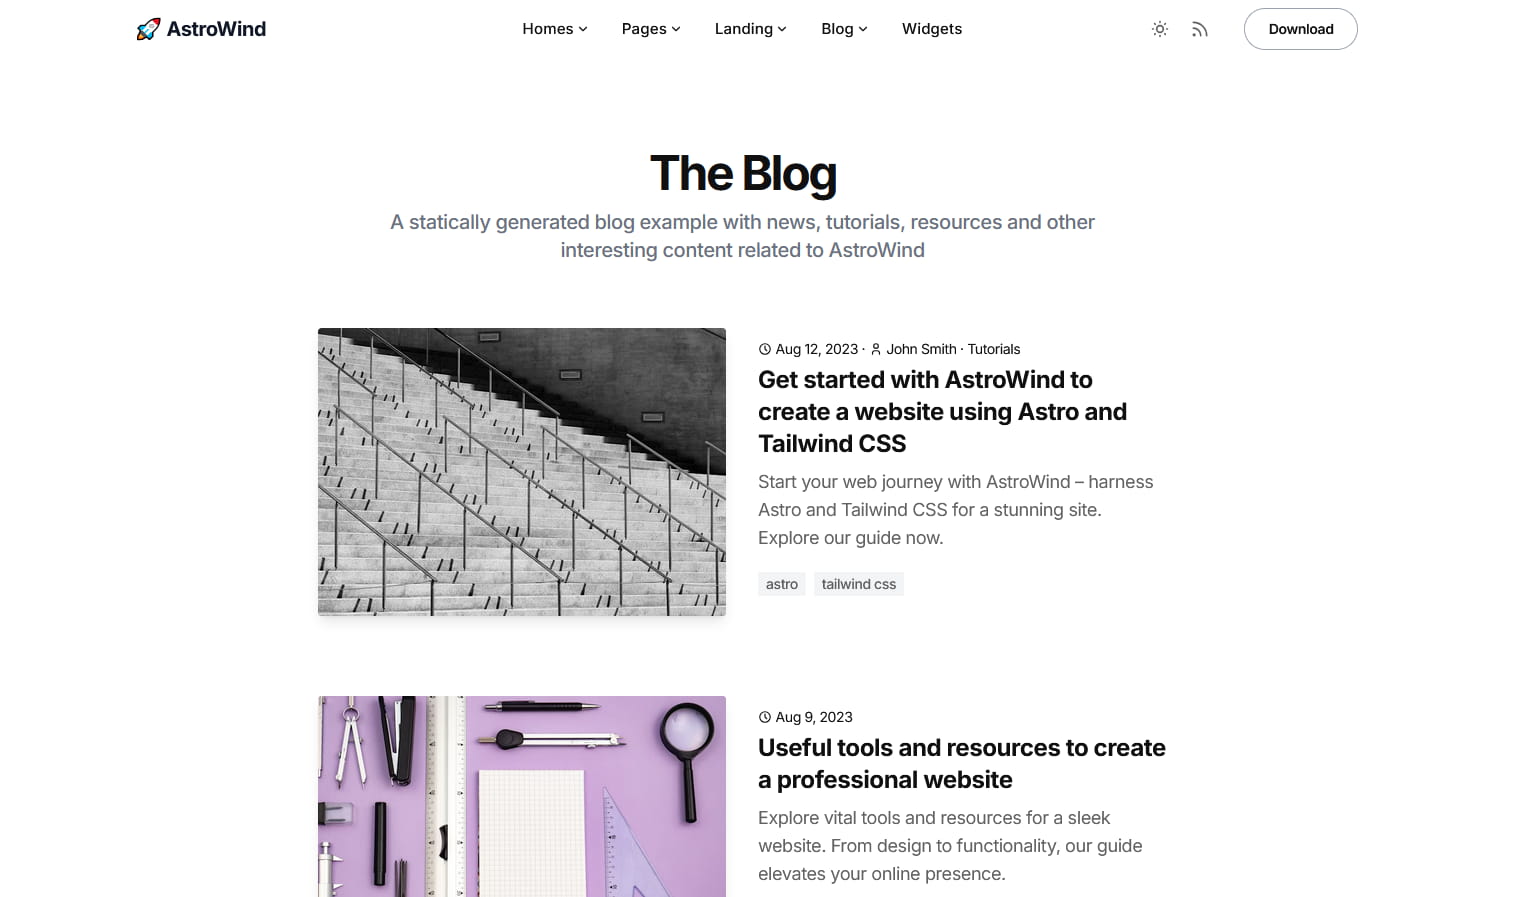 AstroWind
Homes
Pages
Landing
Blog
Widgets
Download
The Blog
A statically generated blog example with news, tutorials, resources and other
interesting content related to AstroWind
Aug 12, 2023 · John Smith · Tutorials
Get started with AstroWind to
create a website using Astro and
Tailwind CSS
Start your web journey with AstroWind – harness
Astro and Tailwind CSS for a stunning site.
Explore our guide now.
astro
tailwind css
Aug 9, 2023
Useful tools and resources to create
a professional website
Explore vital tools and resources for a sleek
website. From design to functionality, our guide
elevates your online presence.